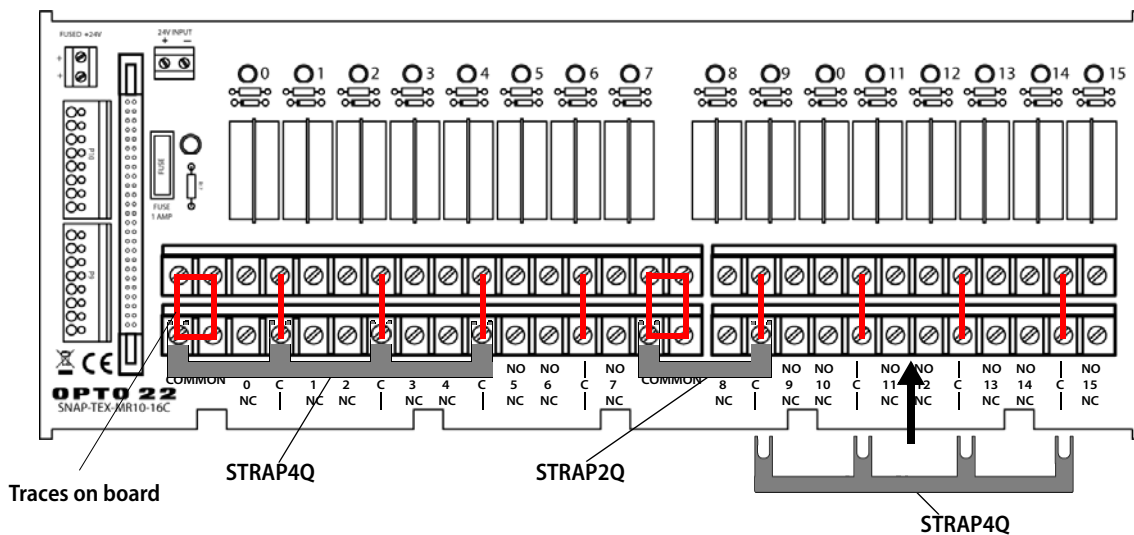 FUSED +24V
24V INPUT
+ −
+
+
0 1 2 3 4 5 6 7 8 9 0 11 12 13 14 15
P10
FUSE
FUSE
1 AMP
OPTO 22
SNAP-TEX-MR10-16C
NO NO NO NO NO NO NO NO
COMMON 0 C 1 2 C 3 4 C 5 6 C 7 COMMON 8 C 9 10 C 11 12 C 13 14 C 15
NC NC NC NC NC NC NC NC NC NC NC NC NC NC NC NC
Traces on board
STRAP4Q
STRAP2Q
STRAP4Q